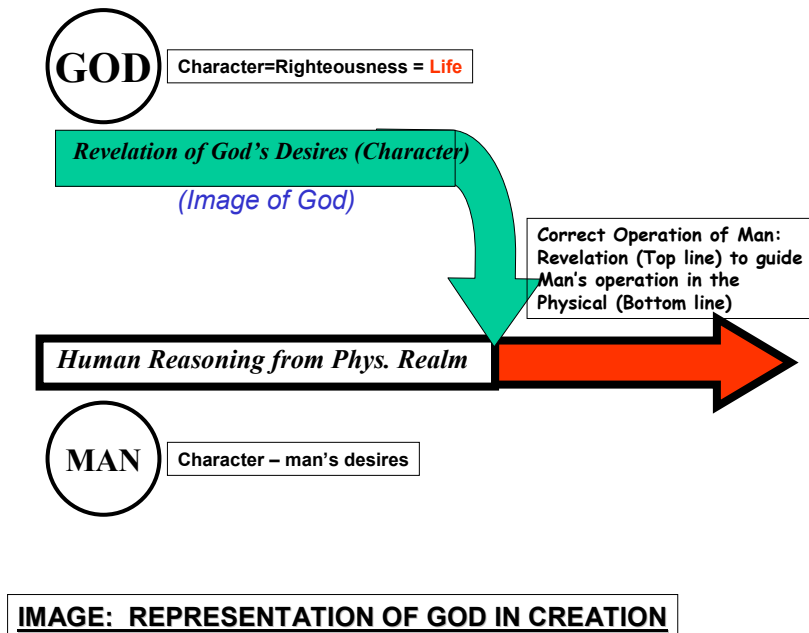 GOD
Character=Righteousness = Life
Revelation of God's Desires (Character)
(Image of God)
Correct Operation of Man:
Revelation (Top line) to guide
Man's operation in the
Physical (Bottom line)
Human Reasoning from Phys. Realm
MAN
Character – man's desires
IMAGE: REPRESENTATION OF GOD IN CREATION